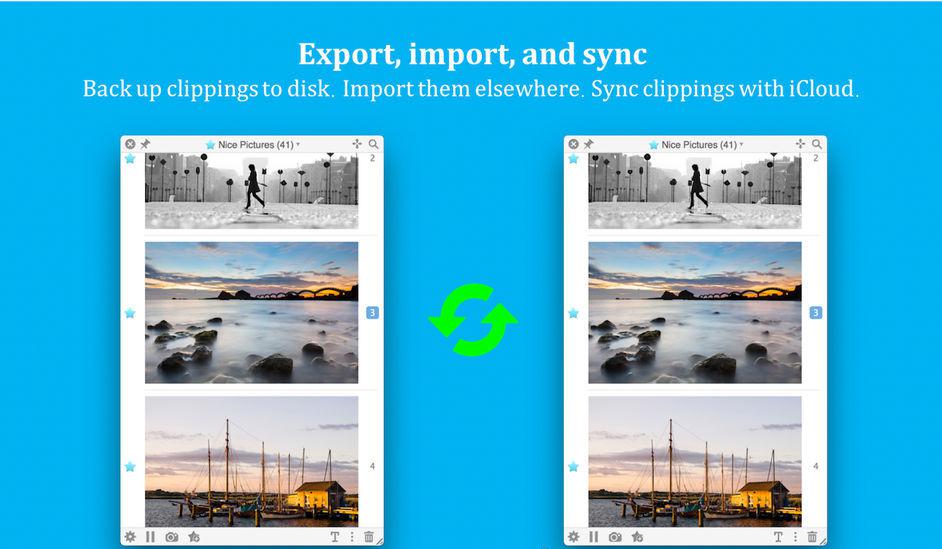 Export, import, and sync
Back up clippings to disk. Import them elsewhere. Sync clippings with iCloud.
Nice Pictures (41)
2
3
4
Nice Pictures (41)
2
3
4